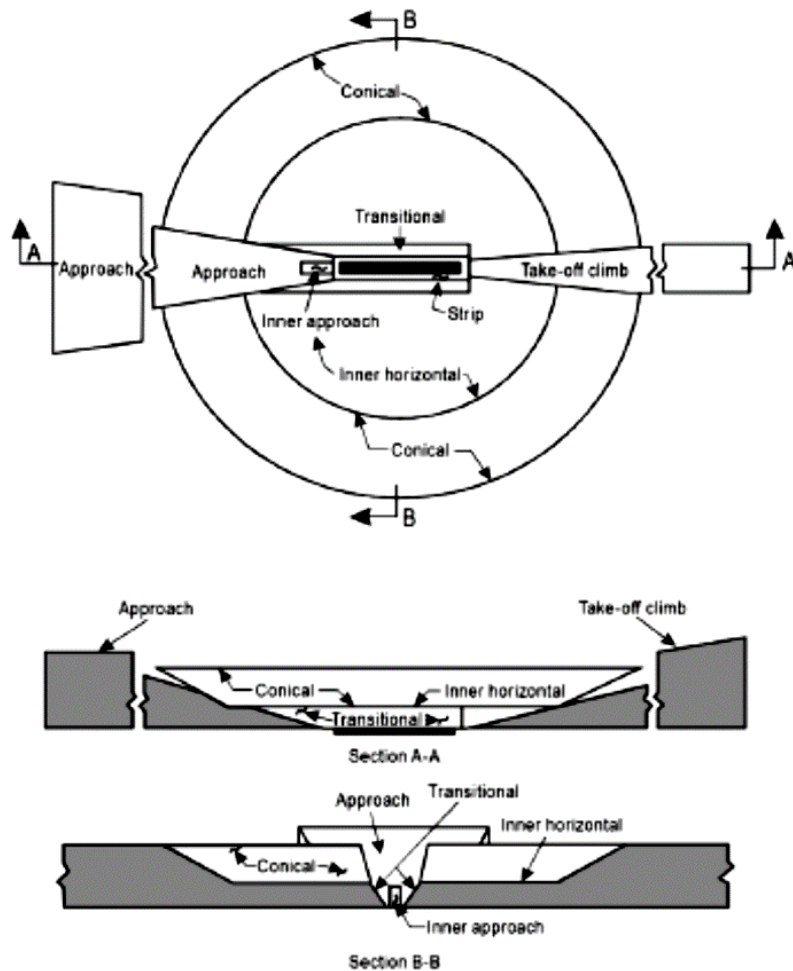 B
Conical
Transitional
A
Approach
Approach
Take-off climb
A
Inner approach
Strip
Inner horizontal
Conical
B
Approach
Take-off climb
Conical
Inner horizontal
Transitional
Section A-A
Transitional
Approach
Inner horizontal
Conical
Inner approach
Section B-B